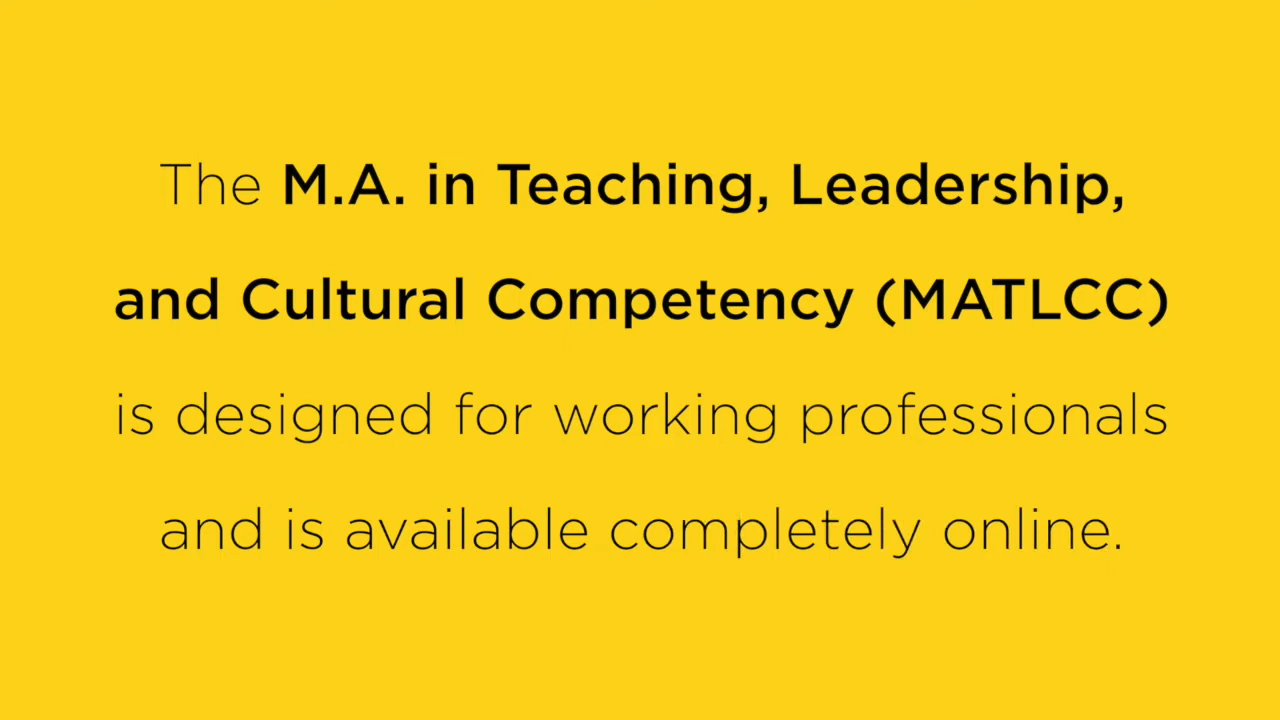 The M.A. in Teaching, Leadership,
and Cultural Competency (MATLCC)
is designed for working professionals
and is available completely online.